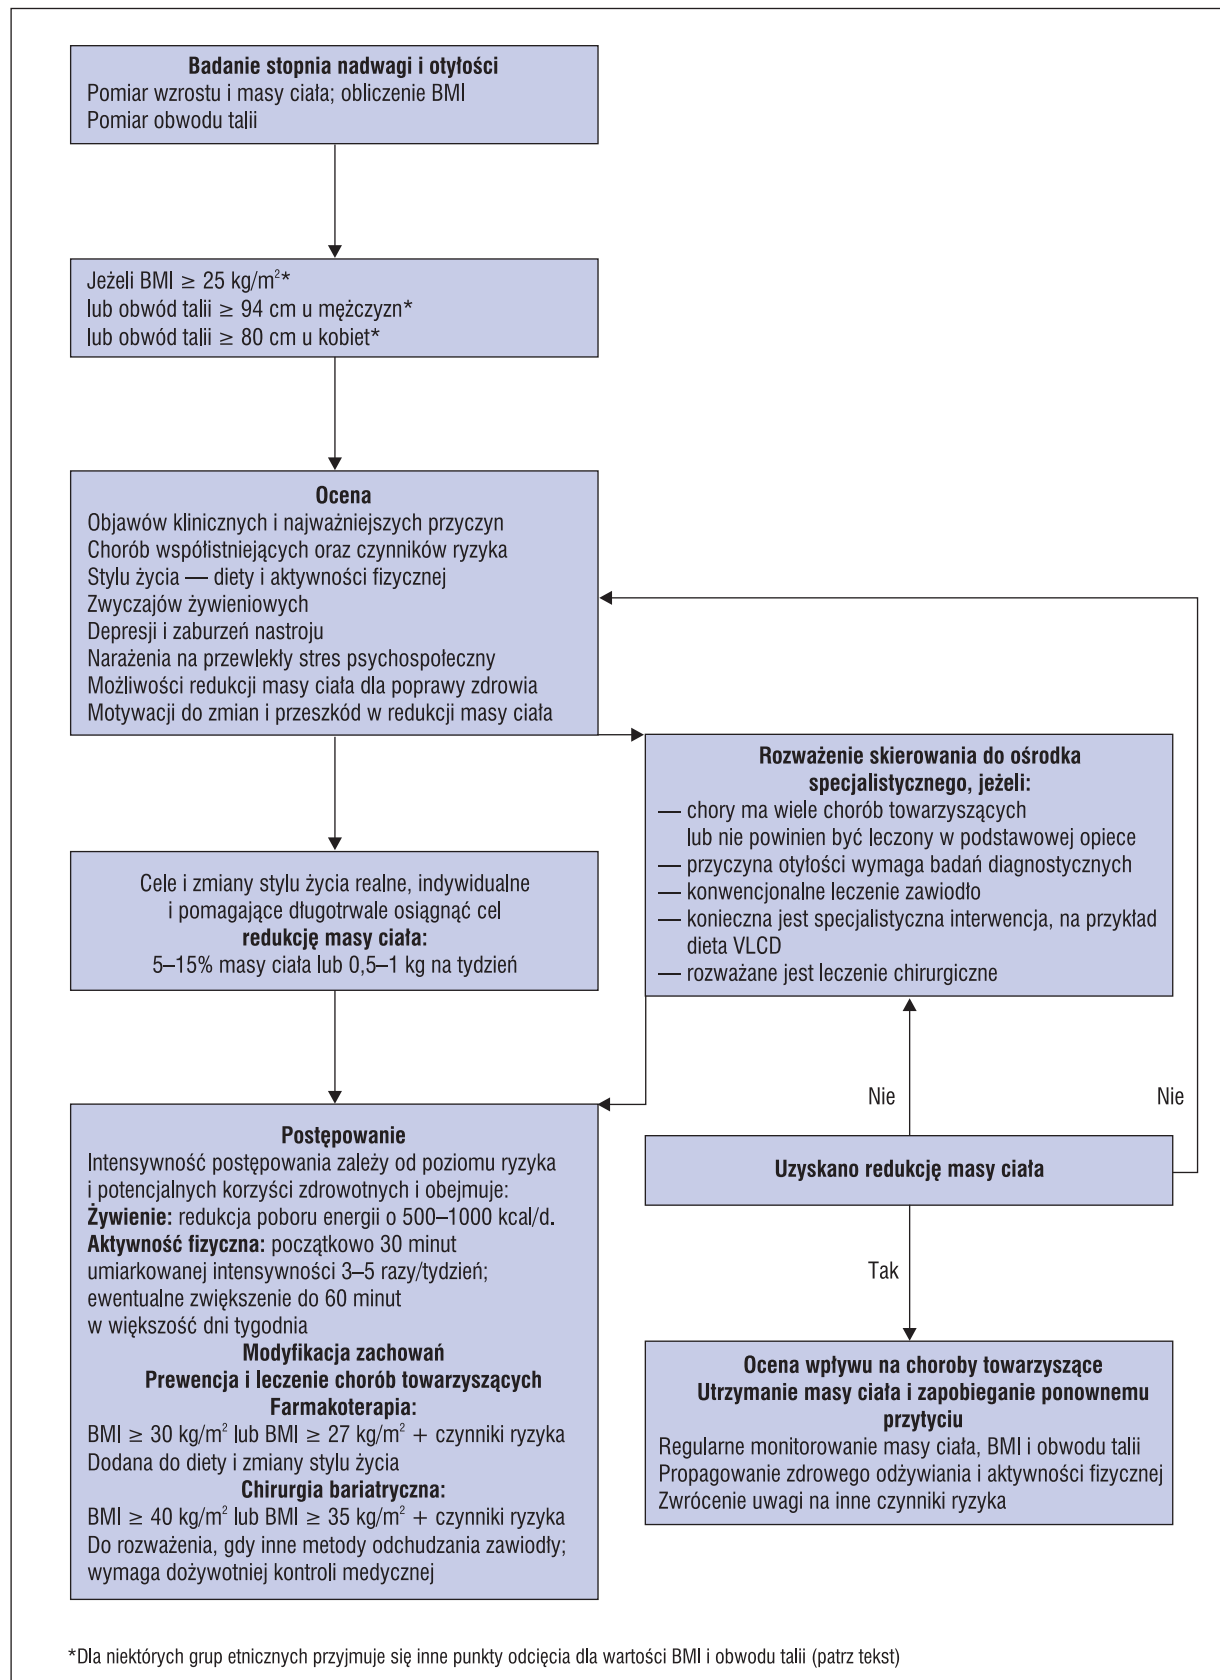 Badanie stopnia nadwagi i otyłości
Pomiar wzrostu i masy ciała; obliczenie BMI
Pomiar obwodu talii
Jeżeli BMI ≥ 25 kg/m²*
lub obwód talii ≥ 94 cm u mężczyzn*
lub obwód talii ≥ 80 cm u kobiet*
Ocena
Objawów klinicznych i najważniejszych przyczyn
Chorób współistniejących oraz czynników ryzyka
Stylu życia — diety i aktywności fizycznej
Zwyczajów żywieniowych
Depresji i zaburzeń nastroju
Narażenia na przewlekły stres psychospołeczny
Możliwości redukcji masy ciała dla poprawy zdrowia
Motywacji do zmian i przeszkód w redukcji masy ciała
Rozważenie skierowania do ośrodka
specjalistycznego, jeżeli:
— chory ma wiele chorób towarzyszących
lub nie powinien być leczony w podstawowej opiece
— przyczyna otyłości wymaga badań diagnostycznych
— konwencjonalne leczenie zawiodło
— konieczna jest specjalistyczna interwencja, na przykład
dieta VLCD
— rozważane jest leczenie chirurgiczne
Cele i zmiany stylu życia realne, indywidualne
i pomagające długotrwale osiągnąć cel
redukcję masy ciała:
5–15% masy ciała lub 0,5–1 kg na tydzień
Nie
Nie
Uzyskano redukcję masy ciała
Tak
Postępowanie
Intensywność postępowania zależy od poziomu ryzyka
i potencjalnych korzyści zdrowotnych i obejmuje:
Żywienie: redukcja poboru energii o 500–1000 kcal/d.
Aktywność fizyczna: początkowo 30 minut
umiarkowanej intensywności 3–5 razy/tydzień;
ewentualne zwiększenie do 60 minut
w większość dni tygodnia
Modyfikacja zachowań
Prewencja i leczenie chorób towarzyszących
Farmakoterapia:
BMI ≥ 30 kg/m² lub BMI ≥ 27 kg/m² + czynniki ryzyka
Dodana do diety i zmiany stylu życia
Chirurgia bariatryczna:
BMI ≥ 40 kg/m² lub BMI ≥ 35 kg/m² + czynniki ryzyka
Do rozważenia, gdy inne metody odchudzania zawiodły;
wymaga dożywotniej kontroli medycznej
Ocena wpływu na choroby towarzyszące
Utrzymanie masy ciała i zapobieganie ponownemu
przytyciu
Regularne monitorowanie masy ciała, BMI i obwodu talii
Propagowanie zdrowego odżywiania i aktywności fizycznej
Zwrócenie uwagi na inne czynniki ryzyka
*Dla niektórych grup etnicznych przyjmuje się inne punkty odcięcia dla wartości BMI i obwodu talii (patrz tekst)